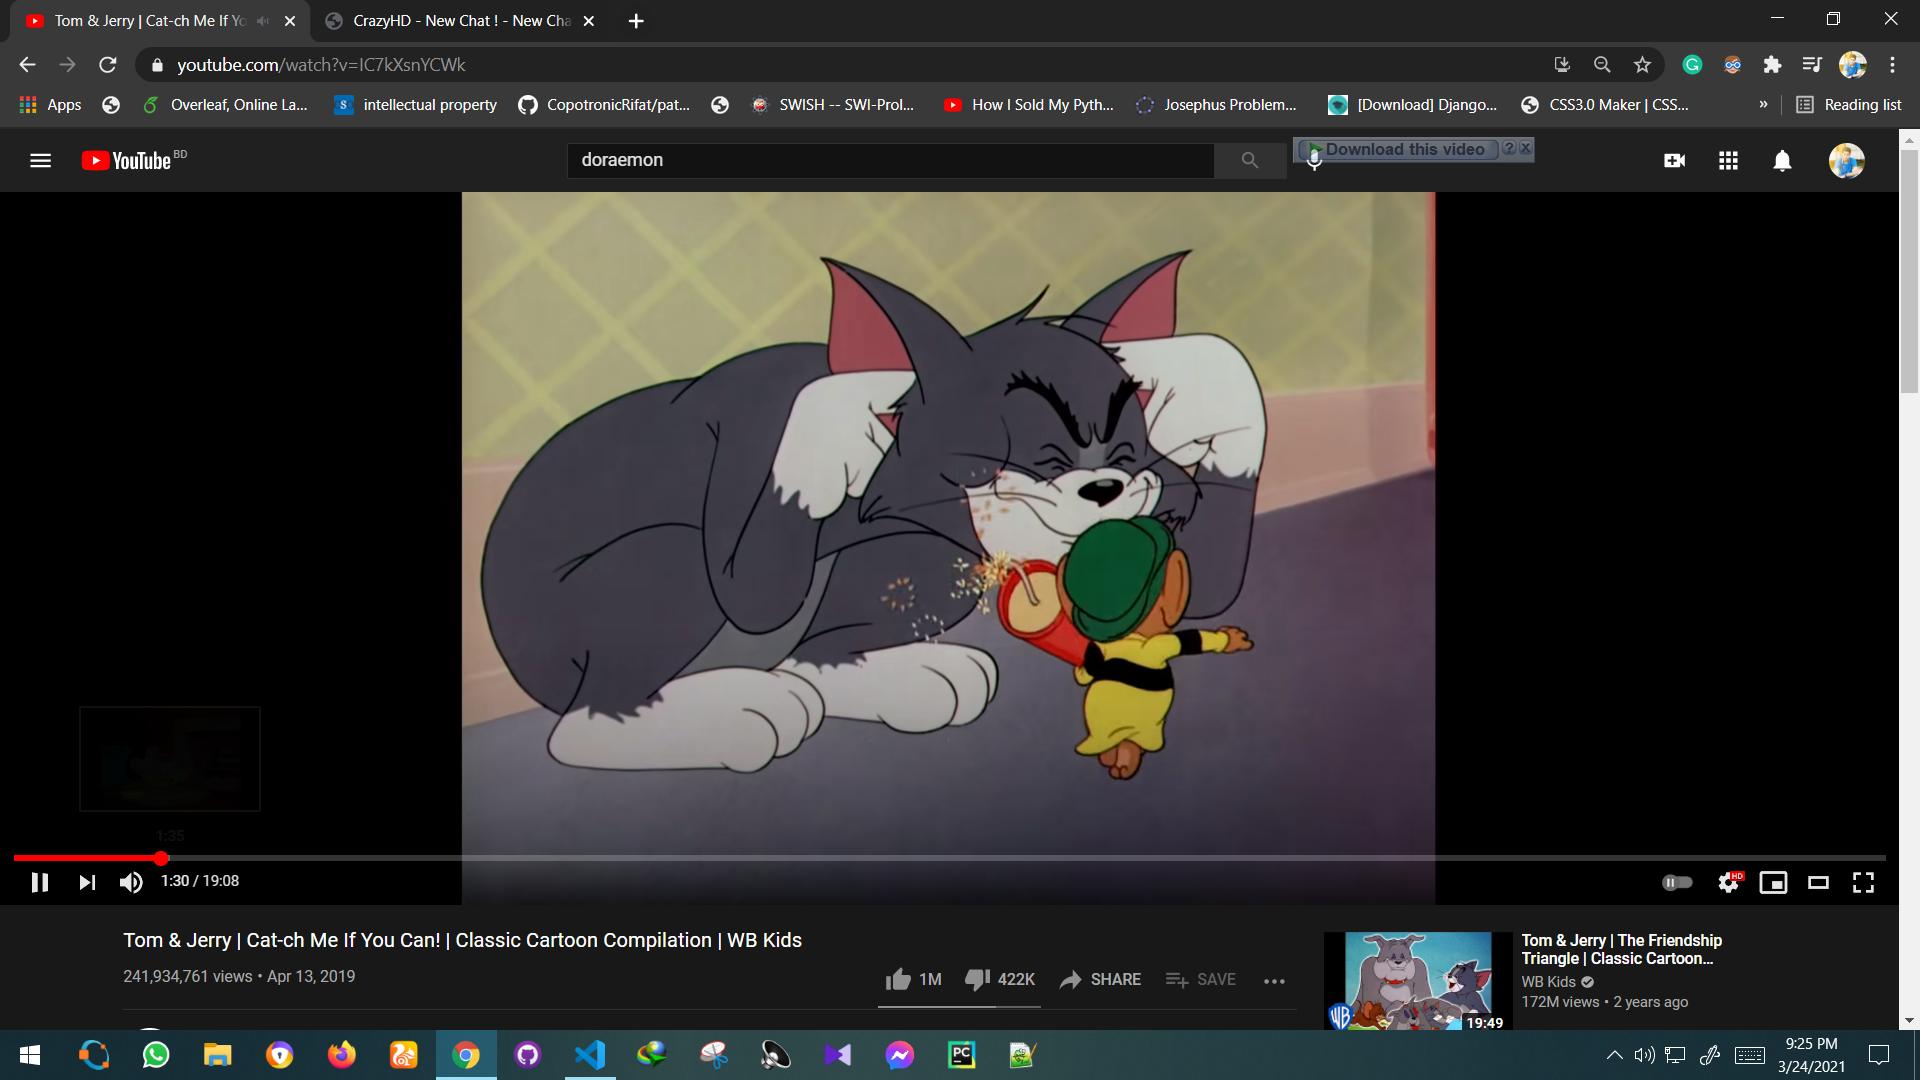 Tom & Jerry | Cat-ch Me If Yo
CrazyHD - New Chat ! - New Cha
youtube.com/watch?v=IC7kXsnYCWk
Apps
Overleaf, Online La...
intellectual property
CopotronicRifat/pat...
SWISH -- SWI-Prol...
How I Sold My Pyth...
Josephus Problem...
[Download] Django...
CSS3.0 Maker | CSS...
»
Reading list
YouTube BD
doraemon
Download this video ?
1:35
1:30 / 19:08
HD
Tom & Jerry | Cat-ch Me If You Can! | Classic Cartoon Compilation | WB Kids
241,934,761 views • Apr 13, 2019
1M
422K
SHARE
SAVE
Tom & Jerry | The Friendship
Triangle | Classic Cartoon...
WB Kids
172M views • 2 years ago
WB
19:49
PC
9:25 PM
3/24/2021